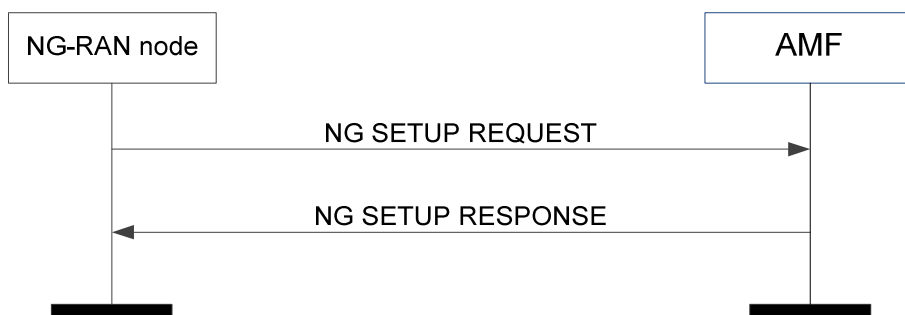 NG-RAN node
AMF
NG SETUP REQUEST
NG SETUP RESPONSE